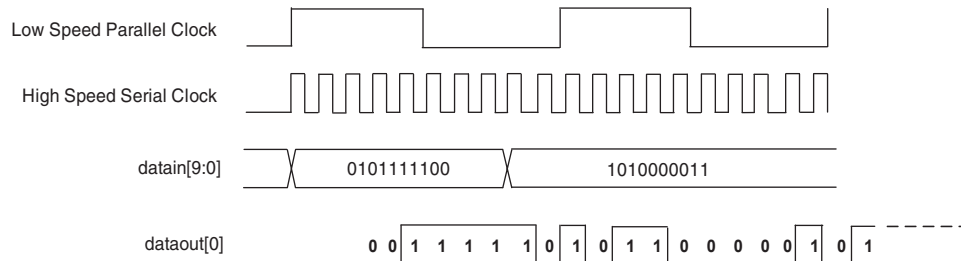 Low Speed Parallel Clock
High Speed Serial Clock
datain[9:0] 0101111100 1010000011
dataout[0] 0 0 1 1 1 1 1 0 1 0 1 1 0 0 0 0 0 1 0 1